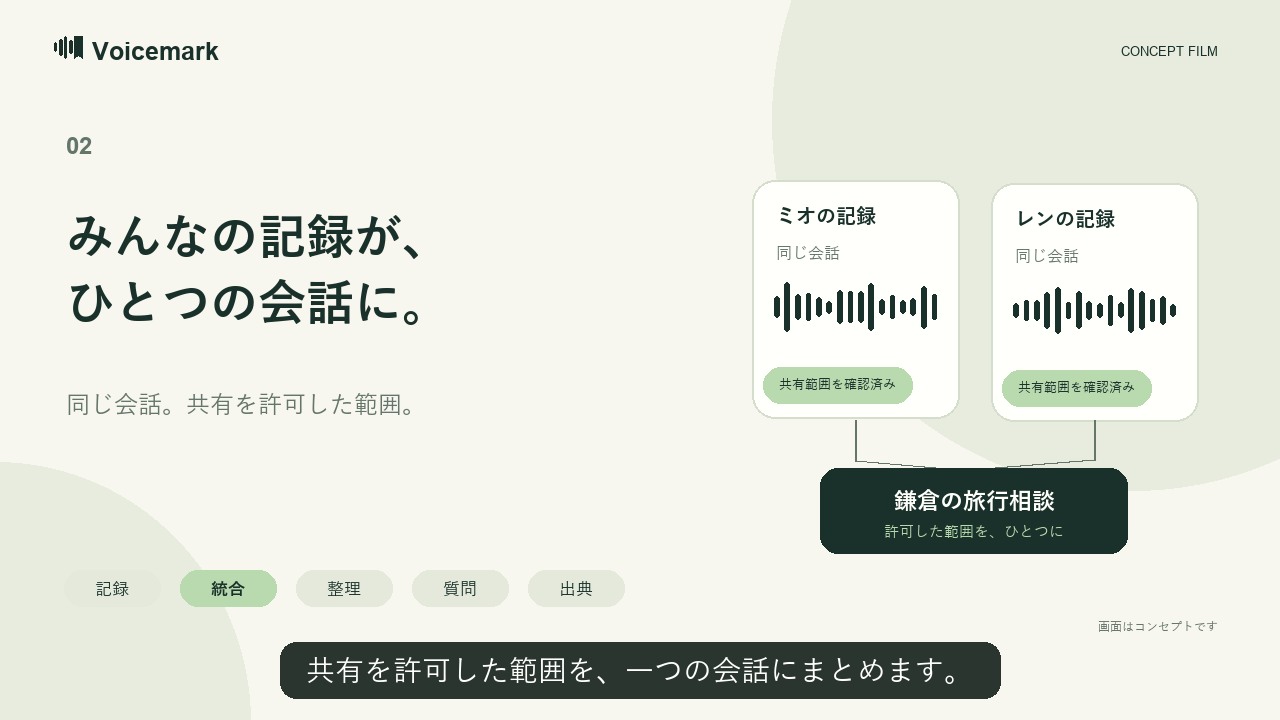 Voicemark
CONCEPT FILM
02
みんなの記録が、
ひとつの会話に。
同じ会話。共有を許可した範囲。
ミオの記録
同じ会話
共有範囲を確認済み
レンの記録
同じ会話
共有範囲を確認済み
鎌倉の旅行相談
許可した範囲を、ひとつに
記録
統合
整理
質問
出典
画面はコンセプトです
共有を許可した範囲を、一つの会話にまとめます。